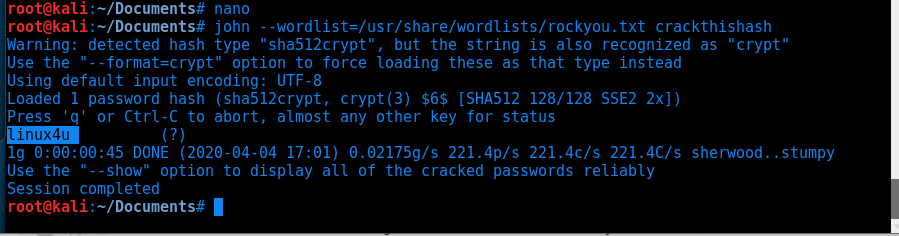 root@kali:~/Documents# nano
root@kali:~/Documents# john --wordlist=/usr/share/wordlists/rockyou.txt crackthishash
Warning: detected hash type "sha512crypt", but the string is also recognized as "crypt"
Use the "--format=crypt" option to force loading these as that type instead
Using default input encoding: UTF-8
Loaded 1 password hash (sha512crypt, crypt(3) $6$ [SHA512 128/128 SSE2 2x])
Press 'q' or Ctrl-C to abort, almost any other key for status
linux4u          (?)
1g 0:00:00:45 DONE (2020-04-04 17:01) 0.02175g/s 221.4p/s 221.4c/s 221.4C/s sherwood..stumpy
Use the "--show" option to display all of the cracked passwords reliably
Session completed
root@kali:~/Documents#